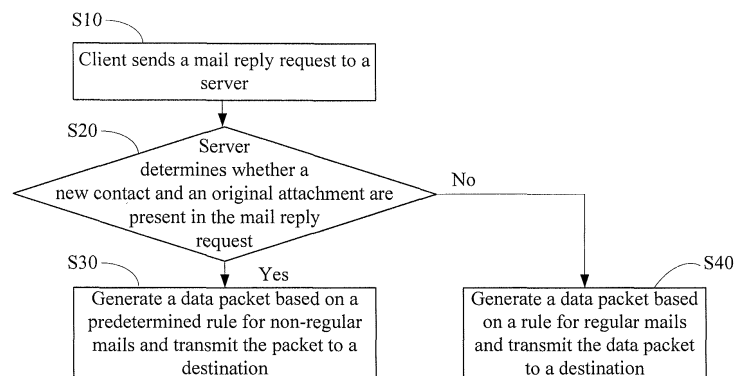 S10
Client sends a mail reply request to a
server
S20
Server
determines whether a
new contact and an original attachment are
present in the mail reply
request
No
Yes
S30
Generate a data packet based on a
predetermined rule for non-regular
mails and transmit the packet to a
destination
S40
Generate a data packet based
on a rule for regular mails
and transmit the data packet
to a destination